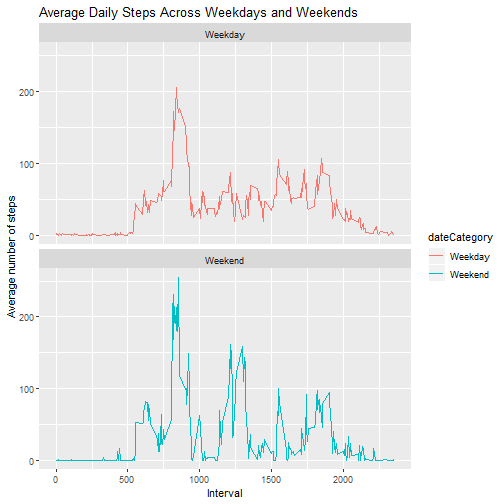 Average Daily Steps Across Weekdays and Weekends
Weekday
200
100
0
Weekend
200
100
0
0
500
1000
1500
2000
Interval
Average number of steps
dateCategory
Weekday
Weekend